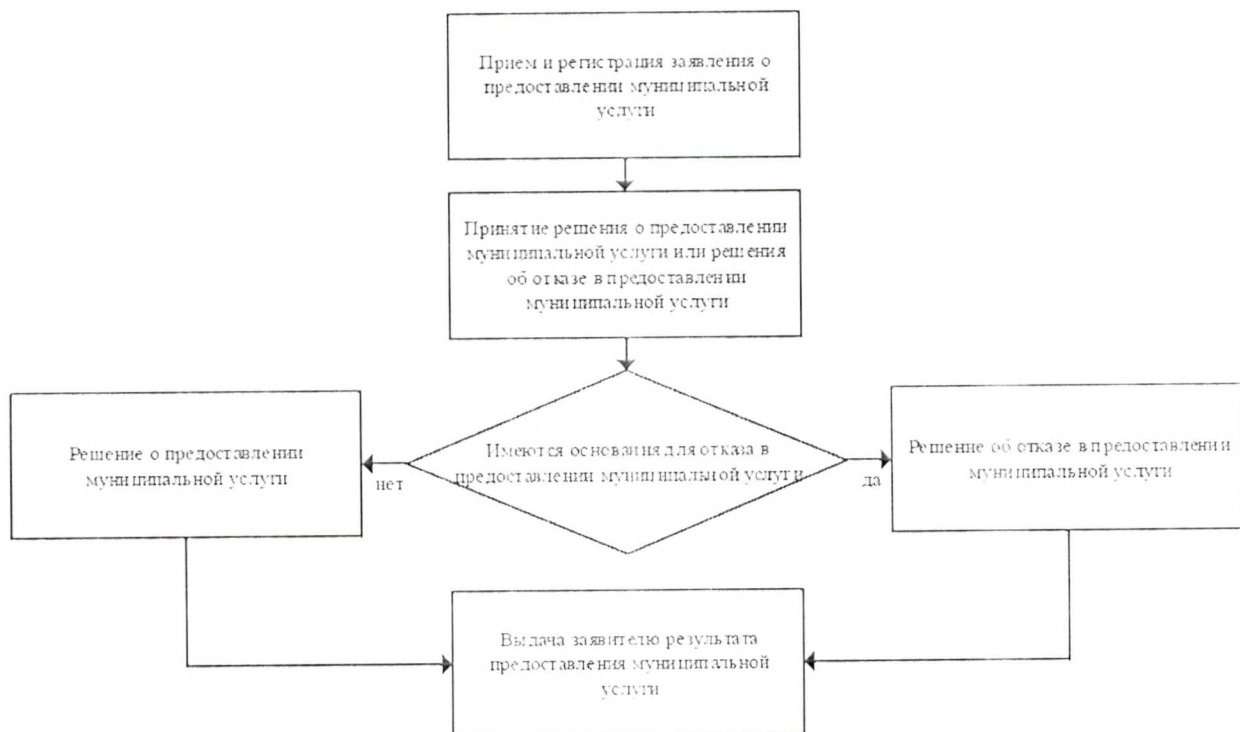 Прием и регистрация заявления о
предоставлении муниципальной
услуги
Принятие решения о предоставлении
муниципальной услуги или решения
об отказе в предоставлении
муниципальной услуги
Решение о предоставлении
муниципальной услуги
нет
Имеются основания для отказа в
предоставлении муниципальной услуги
да
Решение об отказе в предоставлении
муниципальной услуги
Выдача заявителю результата
предоставления муниципальной
услуги